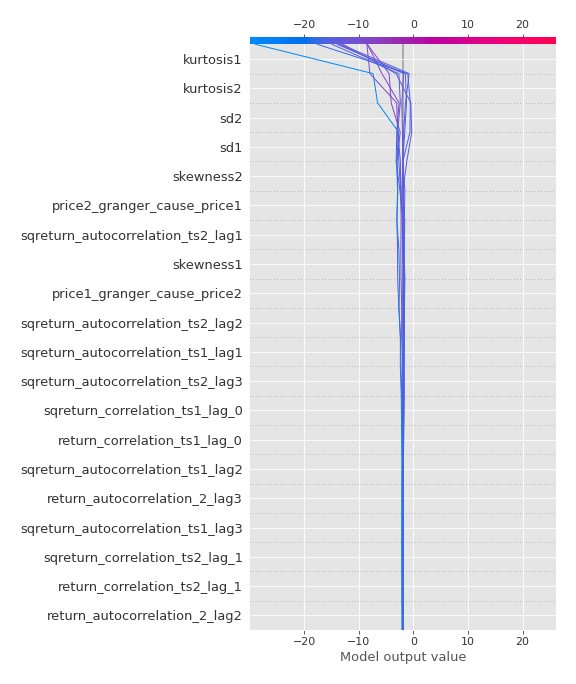 −20 −10 0 10 20
kurtosis1
kurtosis2
sd2
sd1
skewness2
price2_granger_cause_price1
sqreturn_autocorrelation_ts2_lag1
skewness1
price1_granger_cause_price2
sqreturn_autocorrelation_ts2_lag2
sqreturn_autocorrelation_ts1_lag1
sqreturn_autocorrelation_ts2_lag3
sqreturn_correlation_ts1_lag_0
return_correlation_ts1_lag_0
sqreturn_autocorrelation_ts1_lag2
return_autocorrelation_2_lag3
sqreturn_autocorrelation_ts1_lag3
sqreturn_correlation_ts2_lag_1
return_correlation_ts2_lag_1
return_autocorrelation_2_lag2
−20 −10 0 10 20
Model output value